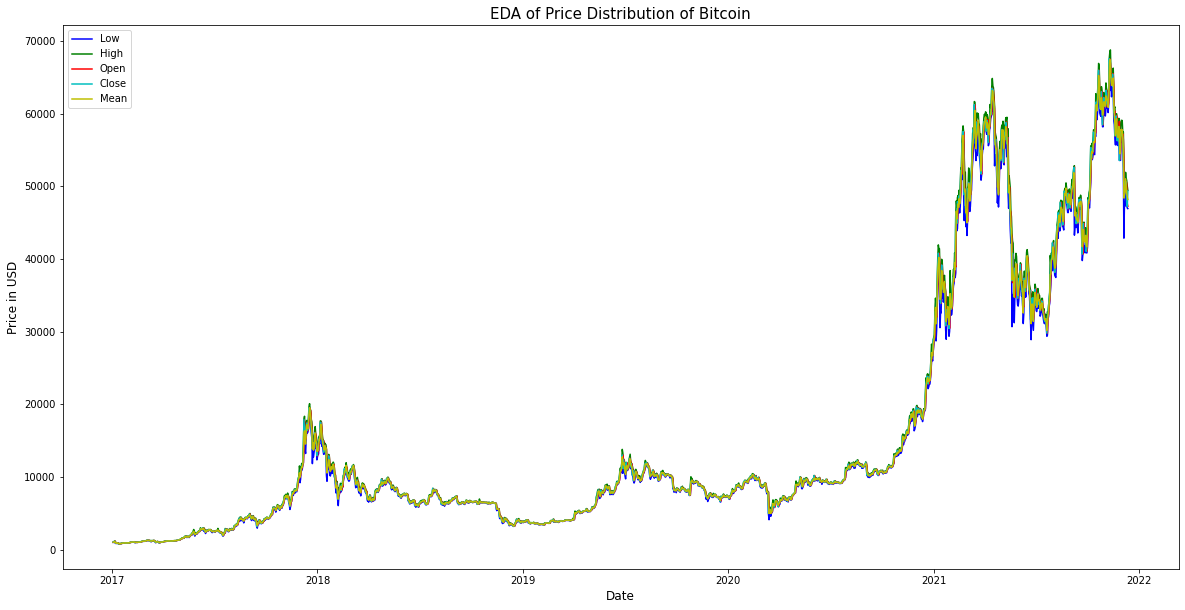 EDA of Price Distribution of Bitcoin
Low
High
Open
Close
Mean
70000
60000
50000
40000
30000
20000
10000
0
Price in USD
2017 2018 2019 2020 2021 2022
Date